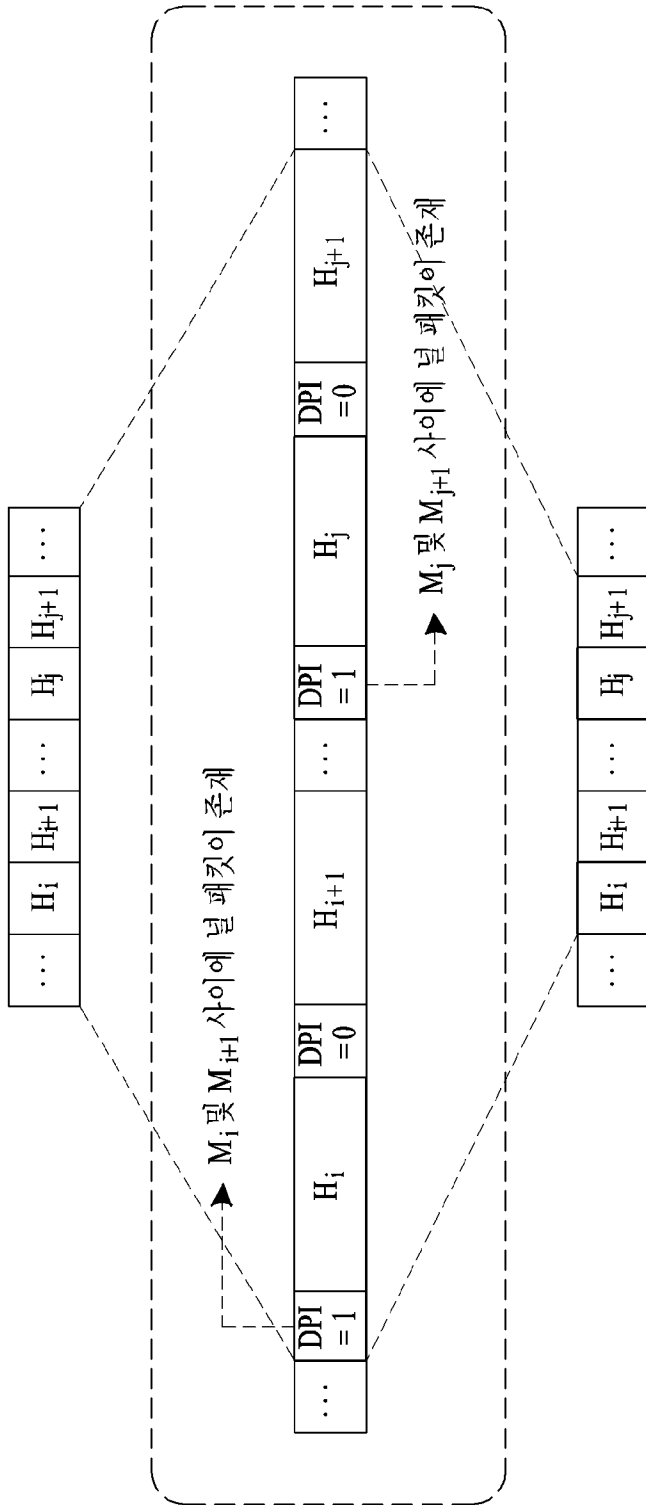 … H_i H_{i+1} … H_j H_{j+1} …
M_i 및 M_{i+1} 사이에 널 패킷이 존재
… DPI =1 H_i DPI =0 H_{i+1} … DPI =1 H_j DPI =0 H_{j+1} …
M_j 및 M_{j+1} 사이에 널 패킷이 존재
… H_i H_{i+1} … H_j H_{j+1} …